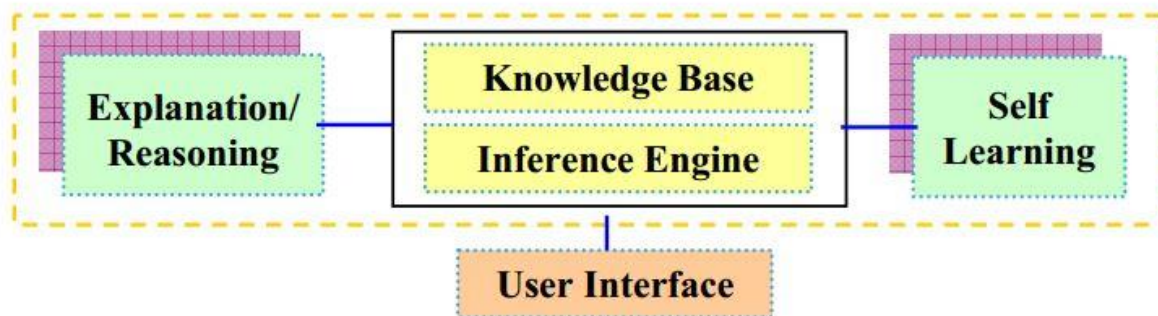 Explanation/
Reasoning
Knowledge Base
Inference Engine
Self
Learning
User Interface